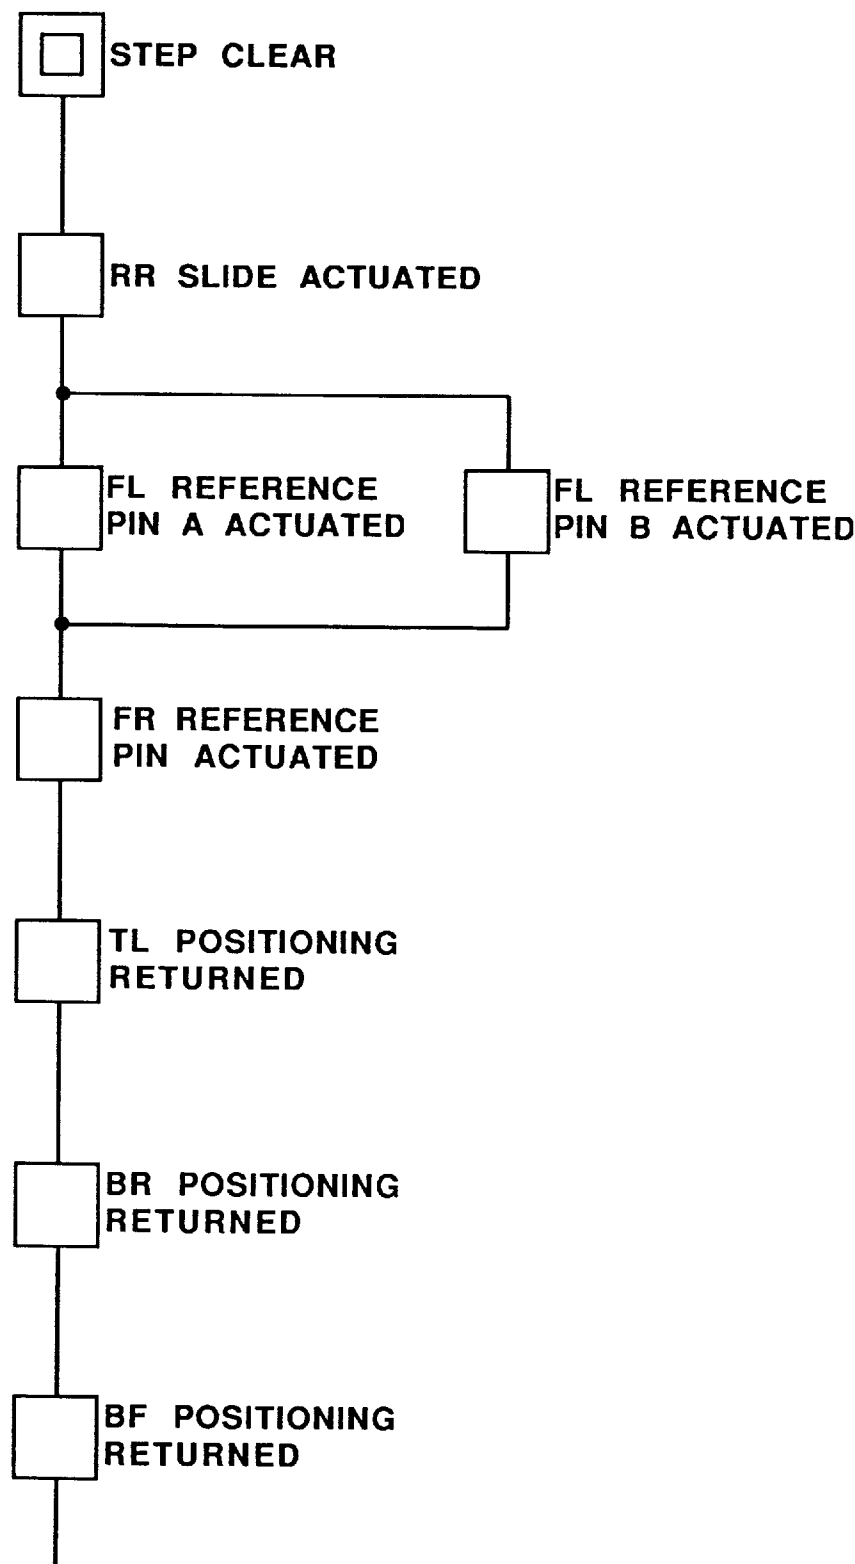 STEP CLEAR
RR SLIDE ACTUATED
FL REFERENCE
PIN A ACTUATED
FL REFERENCE
PIN B ACTUATED
FR REFERENCE
PIN ACTUATED
TL POSITIONING
RETURNED
BR POSITIONING
RETURNED
BF POSITIONING
RETURNED